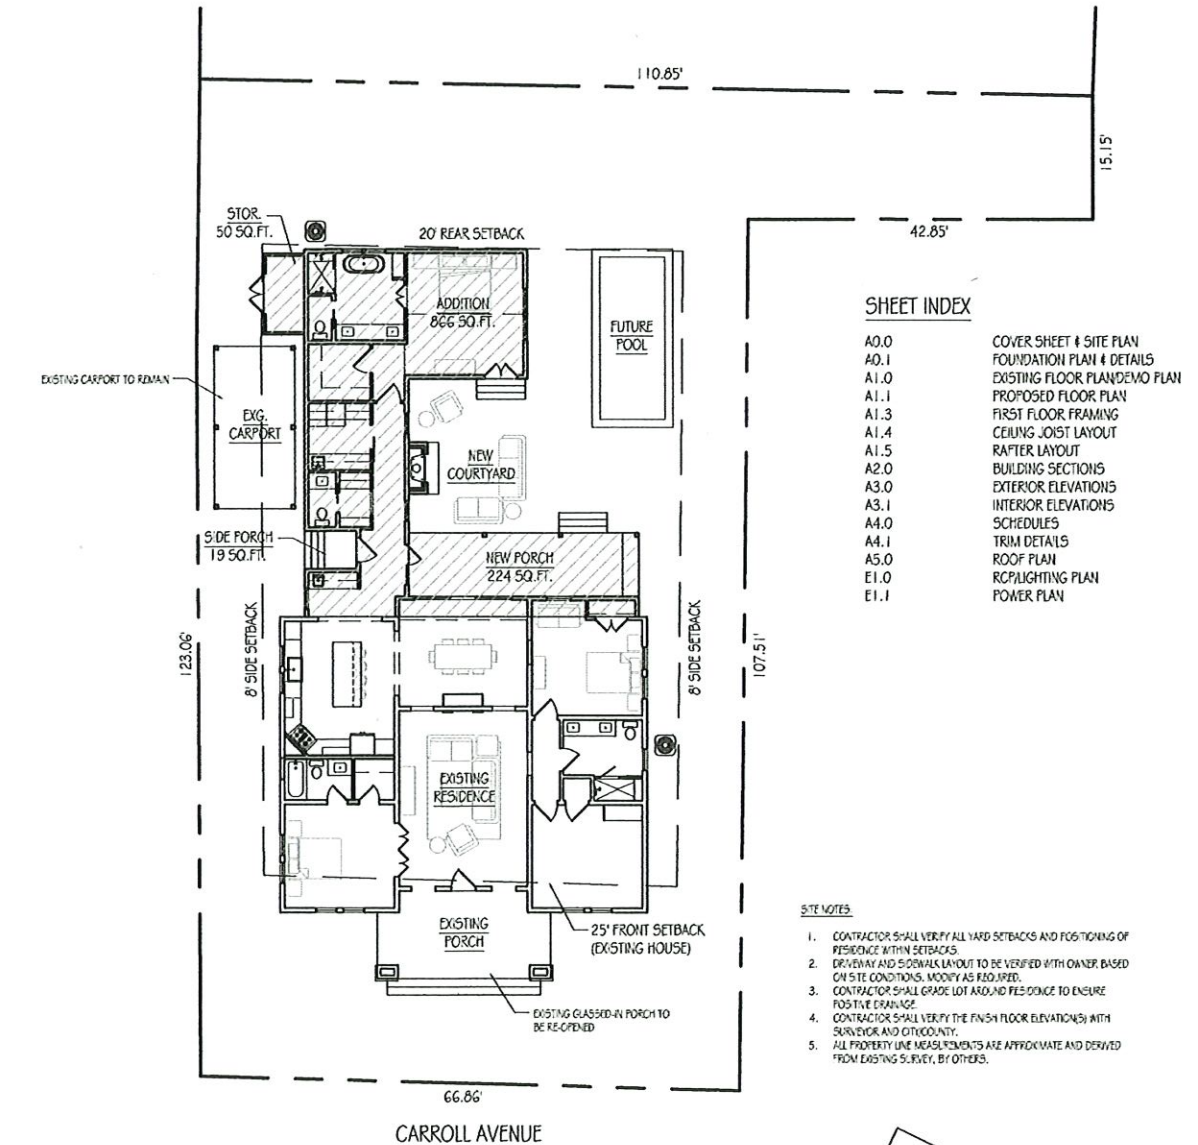 110.85'
15.15'
42.85'
STOR.
50 SQ.FT.
20' REAR SETBACK
ADDITION
866 SQ.FT.
FUTURE
POOL
EXISTING CARPORT TO REMAIN
EXG.
CARPORT
NEW
COURTYARD
SIDE PORCH
19 SQ.FT.
NEW PORCH
224 SQ.FT.
123.06'
8' SIDE SETBACK
8' SIDE SETBACK
107.51'
EXISTING
RESIDENCE
EXISTING
PORCH
25' FRONT SETBACK
(EXISTING HOUSE)
EXISTING GLASSED-IN PORCH TO
BE RE-OPENED
66.86'
CARROLL AVENUE
SHEET INDEX
A0.0 COVER SHEET & SITE PLAN
A0.1 FOUNDATION PLAN & DETAILS
A1.0 EXISTING FLOOR PLAN/DEMO PLAN
A1.1 PROPOSED FLOOR PLAN
A1.3 FIRST FLOOR FRAMING
A1.4 CEILING JOIST LAYOUT
A1.5 RAFTER LAYOUT
A2.0 BUILDING SECTIONS
A3.0 EXTERIOR ELEVATIONS
A3.1 INTERIOR ELEVATIONS
A4.0 SCHEDULES
A4.1 TRIM DETAILS
A5.0 ROOF PLAN
E1.0 RCP/LIGHTING PLAN
E1.1 POWER PLAN
SITE NOTES:
1. CONTRACTOR SHALL VERIFY ALL YARD SETBACKS AND POSITIONING OF
RESIDENCE WITHIN SETBACKS.
2. DRIVEWAY AND SIDEWALK LAYOUT TO BE VERIFIED WITH OWNER BASED
ON SITE CONDITIONS. MODIFY AS REQUIRED.
3. CONTRACTOR SHALL GRADE LOT AROUND RESIDENCE TO ENSURE
POSITIVE DRAINAGE.
4. CONTRACTOR SHALL VERIFY THE FINISH FLOOR ELEVATION(S) WITH
SURVEYOR AND CITY/COUNTY.
5. ALL PROPERTY LINE MEASUREMENTS ARE APPROXIMATE AND DERIVED
FROM EXISTING SURVEY, BY OTHERS.